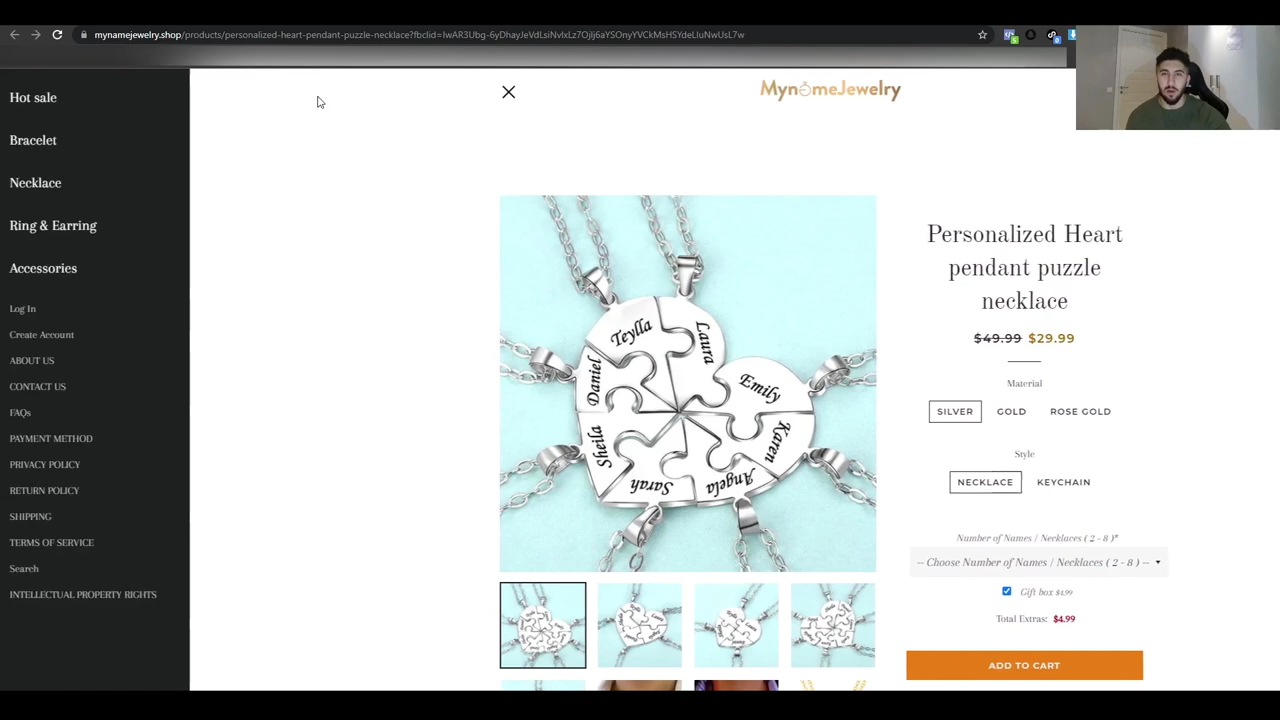 mynamejewelry.shop/products/personalized-heart-pendant-puzzle-necklace?fbclid=IwAR3Ubg-6yDhayJeVdLsiNvlxLz7OjIj6aYSOnyYVCkMsHSYdeLIuNwUsL7w
Hot sale
Bracelet
Necklace
Ring & Earring
Accessories
Log In
Create Account
ABOUT US
CONTACT US
FAQs
PAYMENT METHOD
PRIVACY POLICY
RETURN POLICY
SHIPPING
TERMS OF SERVICE
Search
INTELLECTUAL PROPERTY RIGHTS
MynameJewelry
Teylla
Laura
Daniel
Emily
Sheila
Karen
Sarah
Angela
Personalized Heart
pendant puzzle
necklace
$49.99 $29.99
Material
SILVER GOLD ROSE GOLD
Style
NECKLACE KEYCHAIN
Number of Names / Necklaces ( 2 - 8 )*
-- Choose Number of Names / Necklaces ( 2 - 8 ) --
Gift box $4.99
Total Extras: $4.99
ADD TO CART